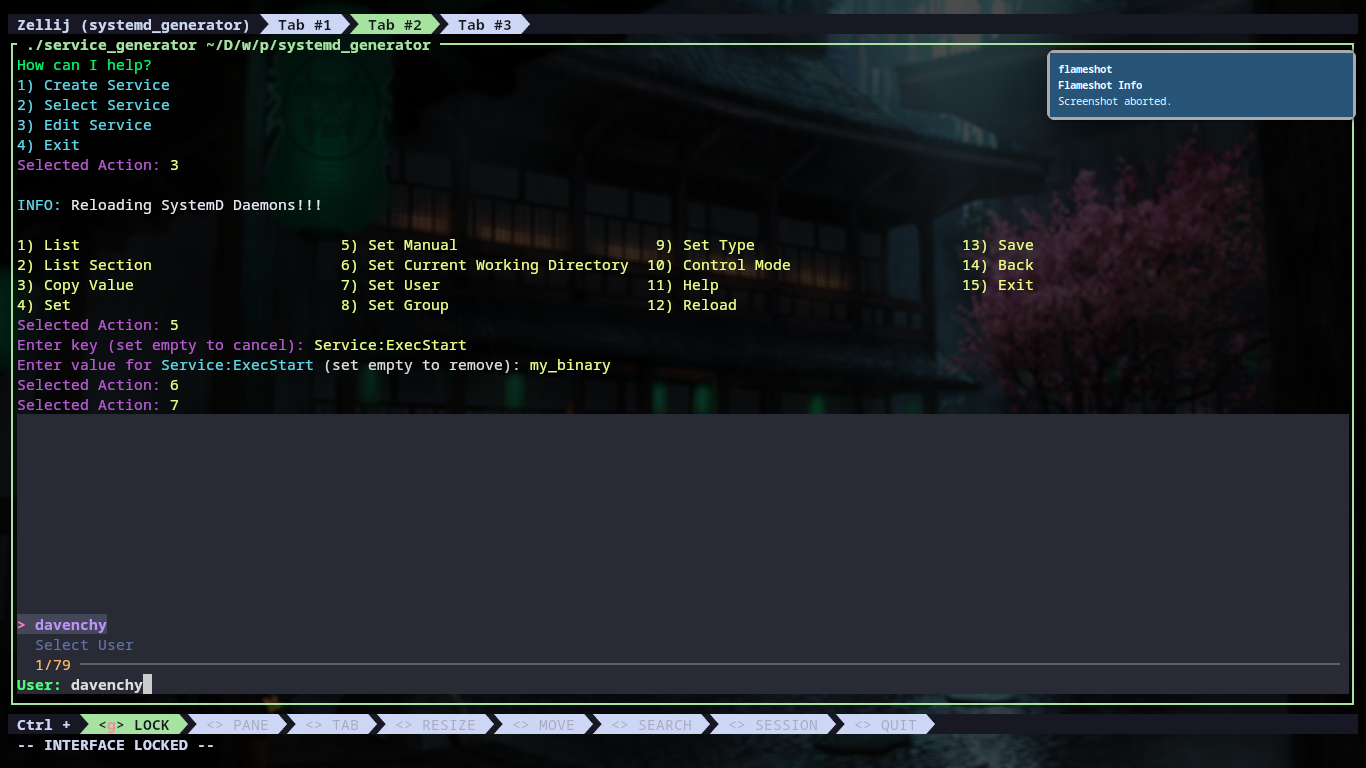 Zellij (systemd_generator) Tab #1 Tab #2 Tab #3
./service_generator ~/D/w/p/systemd_generator
How can I help?
1) Create Service
2) Select Service
3) Edit Service
4) Exit
Selected Action: 3
flameshot
Flameshot Info
Screenshot aborted.
INFO: Reloading SystemD Daemons!!!
1) List 5) Set Manual 9) Set Type 13) Save
2) List Section 6) Set Current Working Directory 10) Control Mode 14) Back
3) Copy Value 7) Set User 11) Help 15) Exit
4) Set 8) Set Group 12) Reload
Selected Action: 5
Enter key (set empty to cancel): Service:ExecStart
Enter value for Service:ExecStart (set empty to remove): my_binary
Selected Action: 6
Selected Action: 7
> davenchy
Select User
1/79
User: davenchy
Ctrl + <g> LOCK <> PANE <> TAB <> RESIZE <> MOVE <> SEARCH <> SESSION <> QUIT
-- INTERFACE LOCKED --